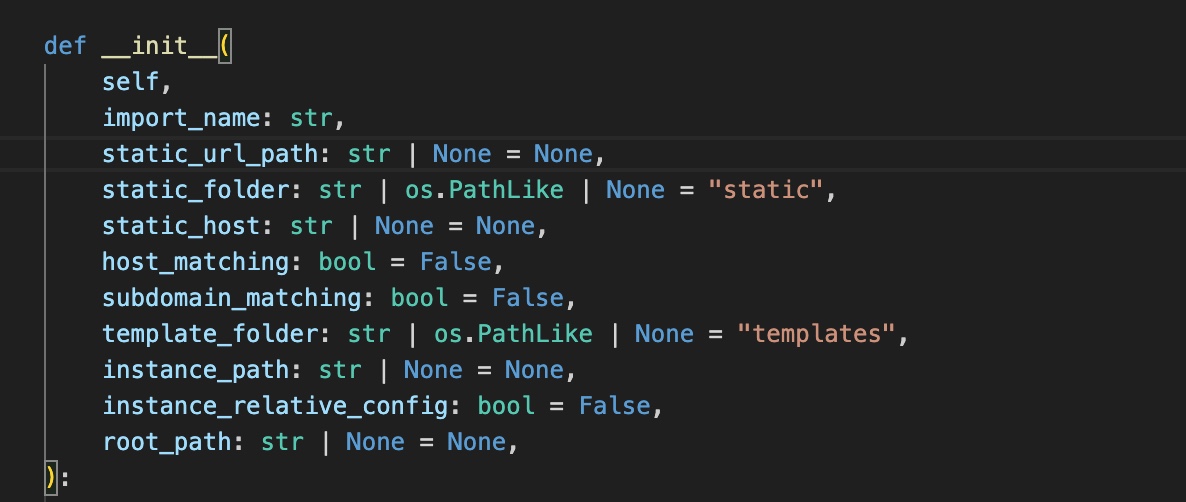 def __init__(
    self,
    import_name: str,
    static_url_path: str | None = None,
    static_folder: str | os.PathLike | None = "static",
    static_host: str | None = None,
    host_matching: bool = False,
    subdomain_matching: bool = False,
    template_folder: str | os.PathLike | None = "templates",
    instance_path: str | None = None,
    instance_relative_config: bool = False,
    root_path: str | None = None,
):